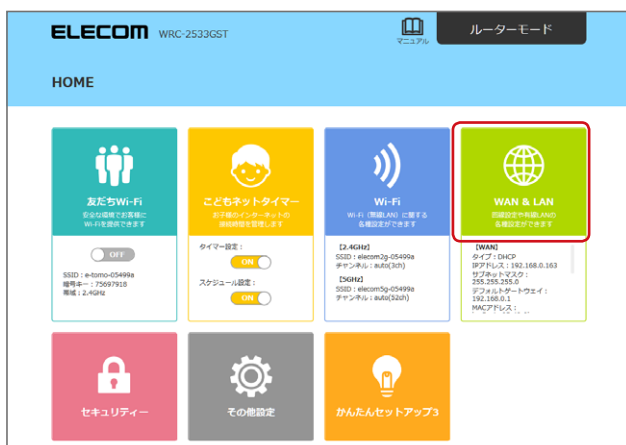 ELECOM WRC-2533GST
マニュアル
ルーターモード
HOME
友だちWi-Fi
安全な環境でお客様に
Wi-Fiを提供できます
OFF
SSID：e-tomo-05499a
暗号キー：75697918
帯域：2.4GHz
こどもネットタイマー
お子様のインターネットの
接続時間を管理します
タイマー設定：
ON
スケジュール設定：
ON
Wi-Fi
Wi-Fi（無線LAN）に関する
各種設定ができます
[2.4GHz]
SSID：elecom2g-05499a
チャンネル：auto(3ch)
[5GHz]
SSID：elecom5g-05499a
チャンネル：auto(52ch)
WAN & LAN
回線設定や有線LANの
各種設定ができます
[WAN]
タイプ：DHCP
IPアドレス：192.168.0.163
サブネットマスク：
255.255.255.0
デフォルトゲートウェイ：
192.168.0.1
MACアドレス：
セキュリティー
その他設定
かんたんセットアップ3